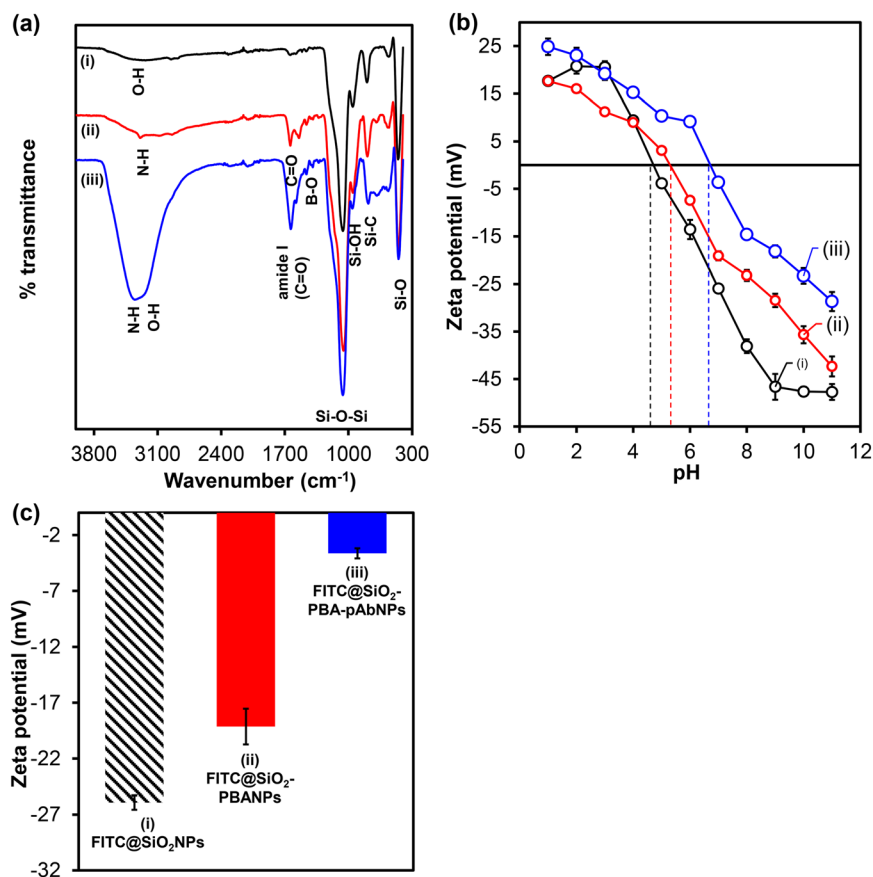 (a)
(i)
O-H
(ii)
N-H
(iii)
C=O
B-O
Si-OH
Si-C
amide I
(C=O)
N-H
O-H
Si-O
Si-O-Si
% transmittance
3800 3100 2400 1700 1000 300
Wavenumber (cm⁻¹)
(b)
25
15
5
-5
-15
-25
-35
-45
-55
Zeta potential (mV)
(iii)
(ii)
(i)
0 2 4 6 8 10 12
pH
(c)
-2
-7
-12
-17
-22
-27
-32
Zeta potential (mV)
(iii)
FITC@SiO₂-
PBA-pAbNPs
(ii)
FITC@SiO₂-
PBANPs
(i)
FITC@SiO₂NPs